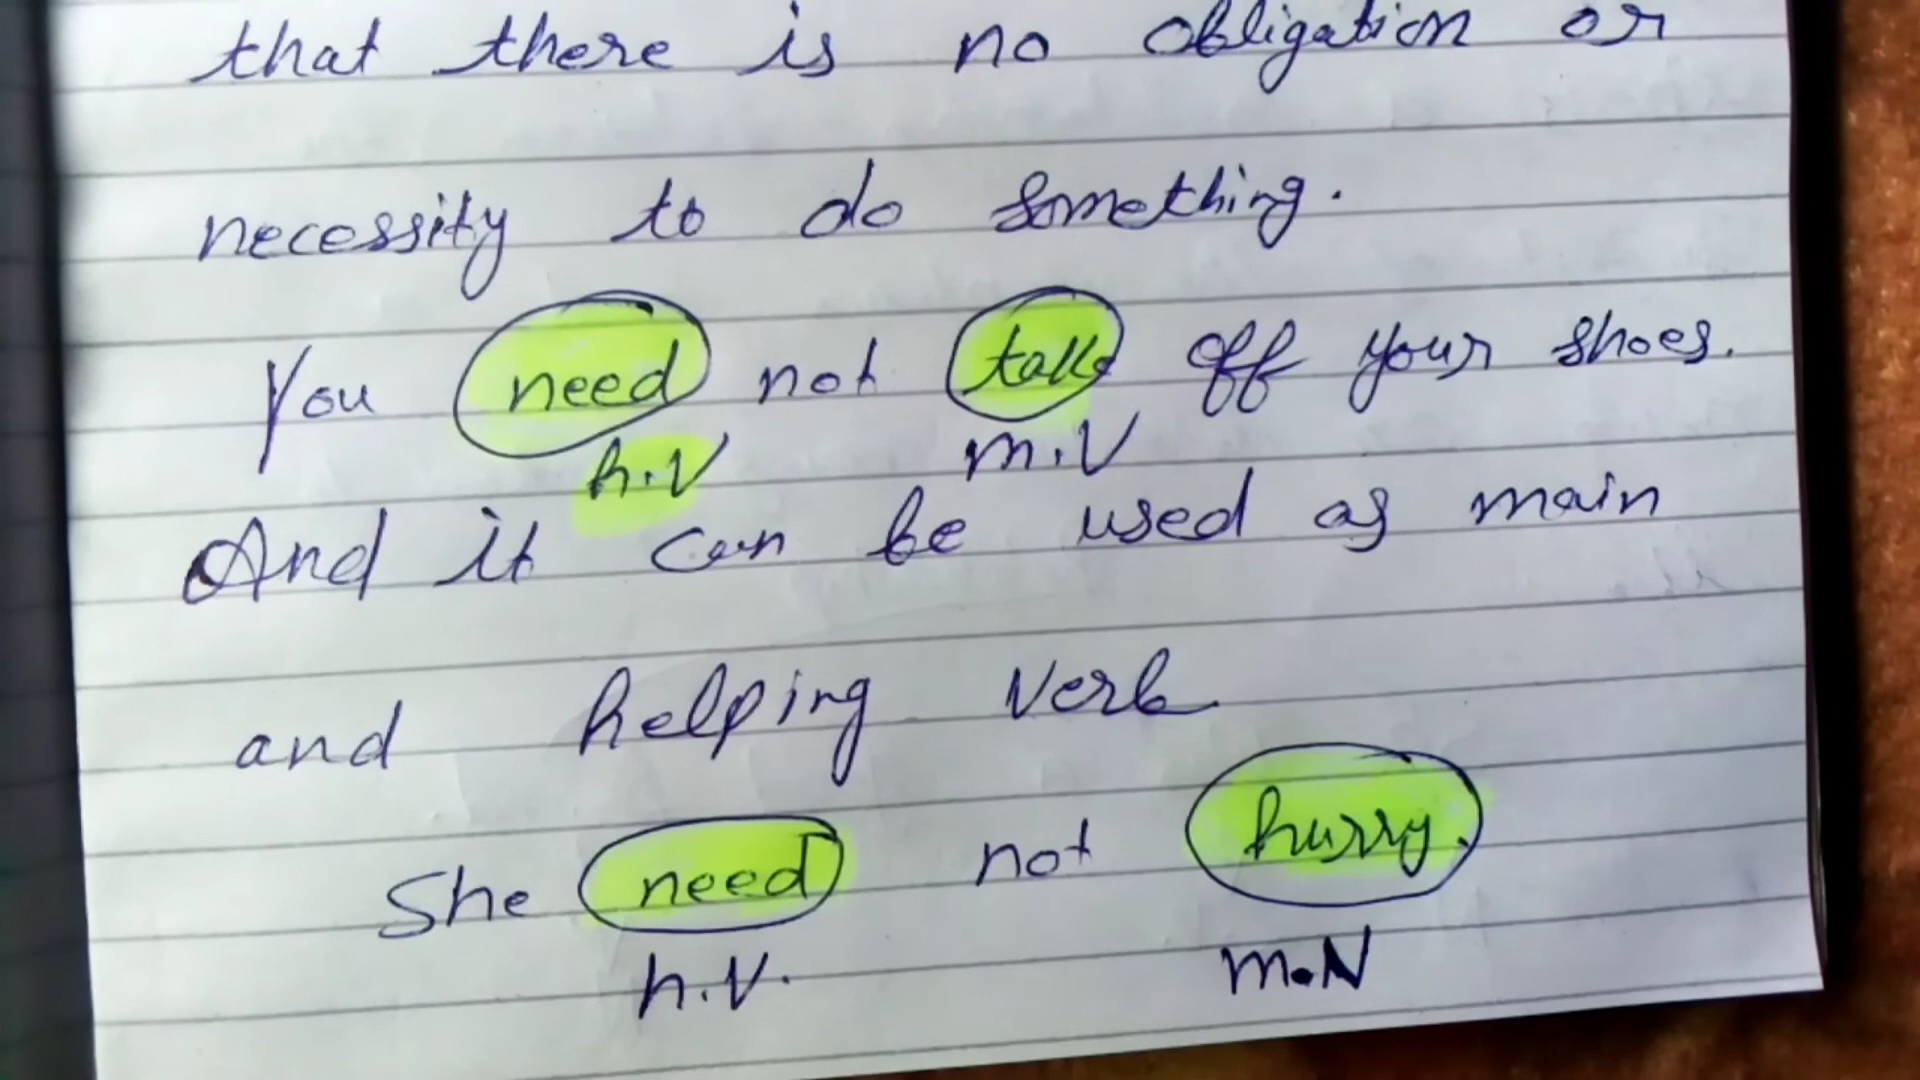 that there is no obligation or
necessity to do something.
You need not take off your shoes.
h.V m.V
And it can be used as main
and helping verb
She need not hurry.
h.V. m.V